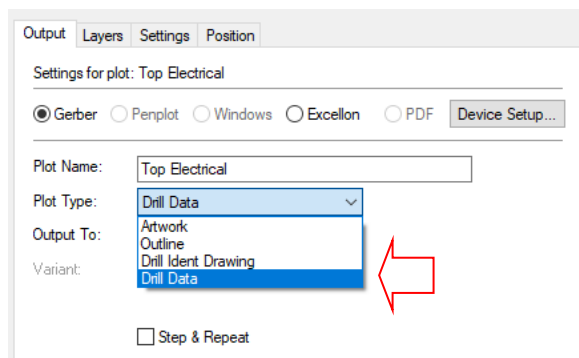 Output Layers Settings Position
Settings for plot: Top Electrical
Gerber Penplot Windows Excellon PDF Device Setup...
Plot Name: Top Electrical
Plot Type: Drill Data
Artwork
Output To: Outline
Drill Ident Drawing
Variant: Drill Data
Step & Repeat